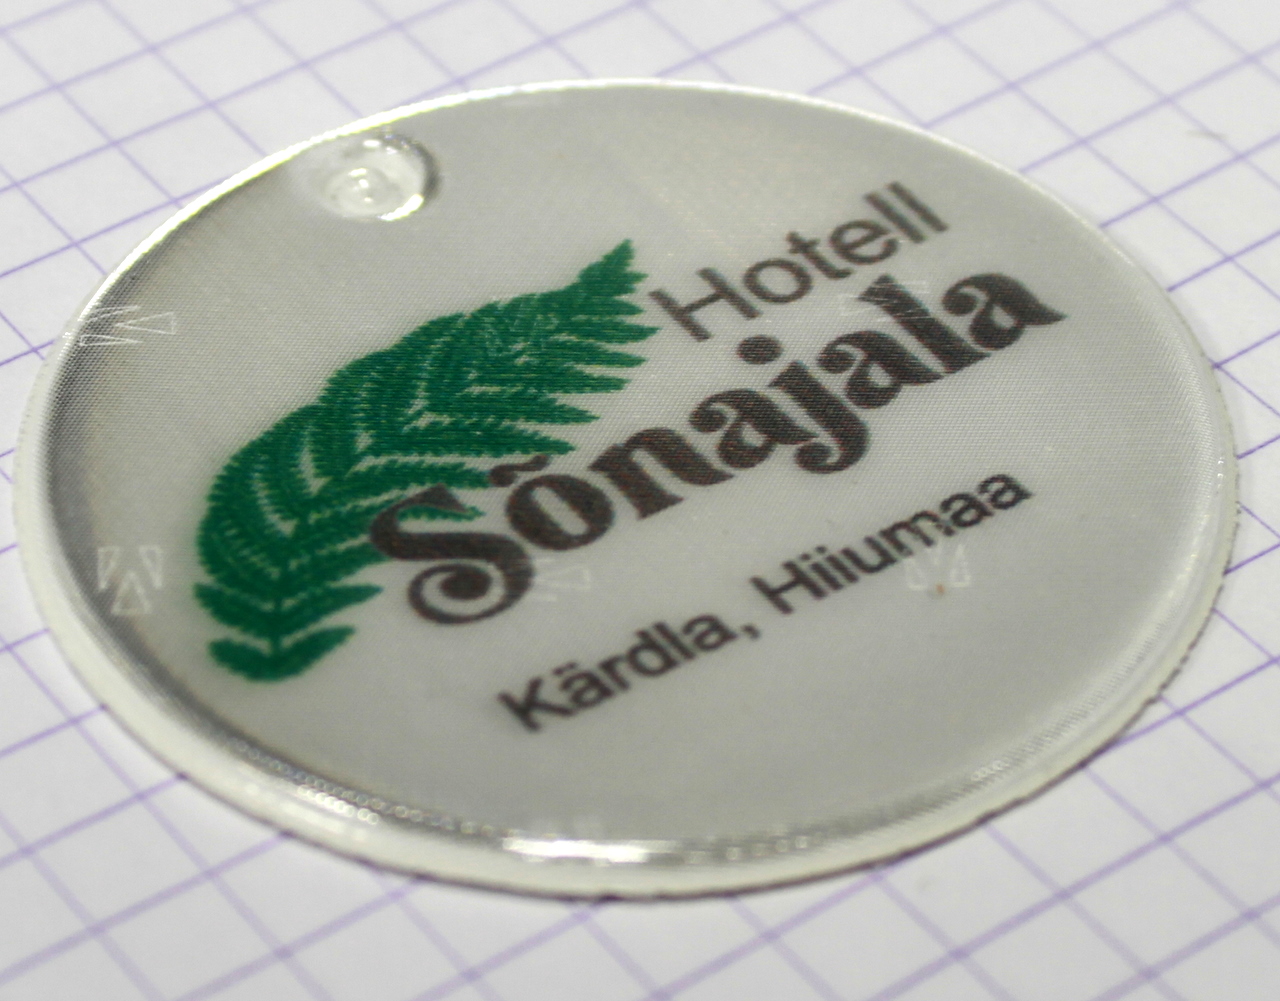 Hotell
Sõnajala
Kärdla, Hiiumaa